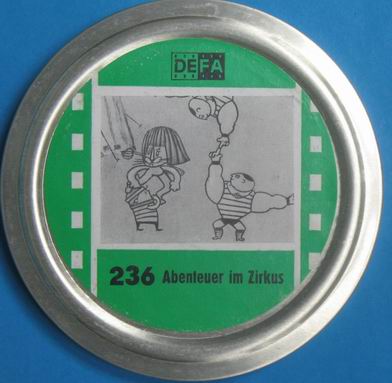 DEFA
236 Abenteuer im Zirkus